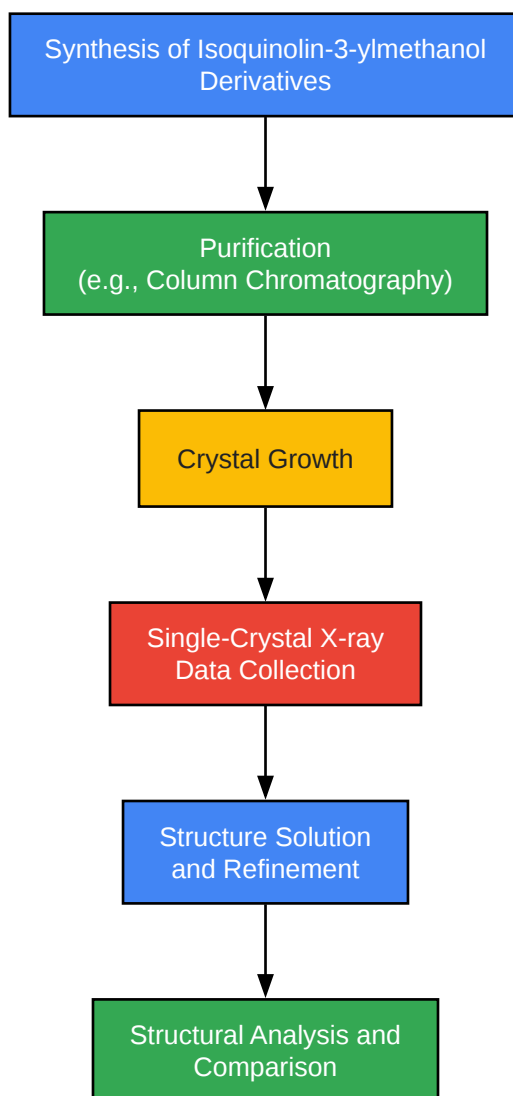 Synthesis of Isoquinolin-3-ylmethanol
Derivatives
Purification
(e.g., Column Chromatography)
Crystal Growth
Single-Crystal X-ray
Data Collection
Structure Solution
and Refinement
Structural Analysis and
Comparison